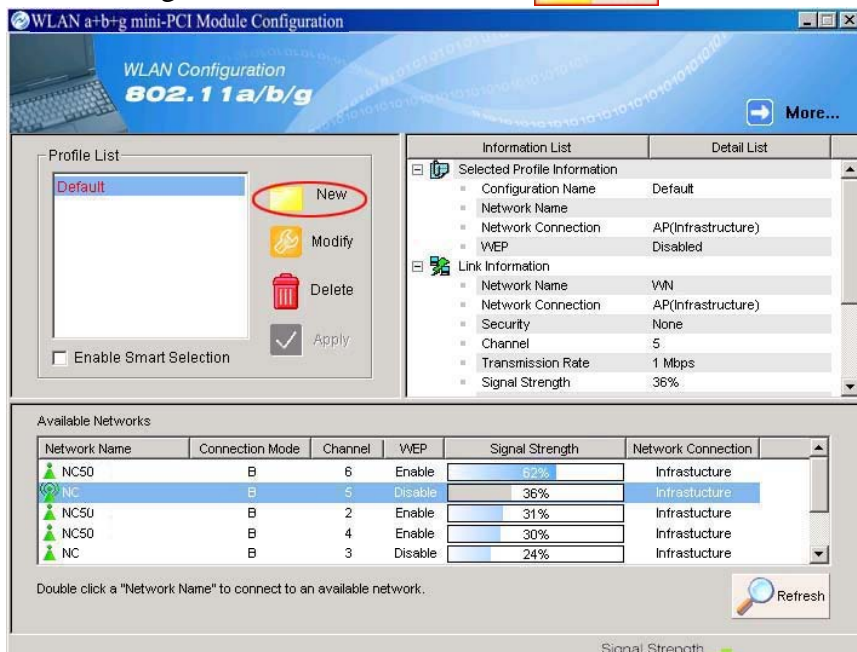 WLAN a+b+g mini-PCI Module Configuration
WLAN Configuration
802.11a/b/g
More...
Profile List
Default
New
Modify
Delete
Apply
Enable Smart Selection
Information List Detail List
Selected Profile Information
Configuration Name Default
Network Name
Network Connection AP(Infrastructure)
WEP Disabled
Link Information
Network Name WN
Network Connection AP(Infrastructure)
Security None
Channel 5
Transmission Rate 1 Mbps
Signal Strength 36%
Available Networks
Network Name Connection Mode Channel WEP Signal Strength Network Connection
NC50 B 6 Enable 62% Infrastucture
NC B 5 Disable 36% Infrastucture
NC50 B 2 Enable 31% Infrastucture
NC50 B 4 Enable 30% Infrastucture
NC B 3 Disable 24% Infrastucture
Double click a "Network Name" to connect to an available network.
Refresh
Signal Strength